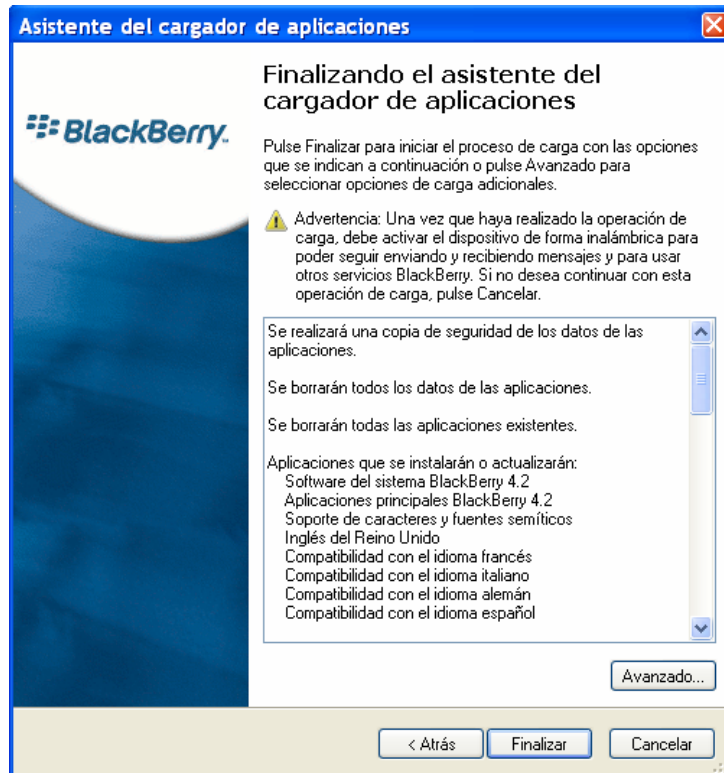 Asistente del cargador de aplicaciones
BlackBerry.
Finalizando el asistente del
cargador de aplicaciones
Pulse Finalizar para iniciar el proceso de carga con las opciones
que se indican a continuación o pulse Avanzado para
seleccionar opciones de carga adicionales.
Advertencia: Una vez que haya realizado la operación de
carga, debe activar el dispositivo de forma inalámbrica para
poder seguir enviando y recibiendo mensajes y para usar
otros servicios BlackBerry. Si no desea continuar con esta
operación de carga, pulse Cancelar.
Se realizará una copia de seguridad de los datos de las
aplicaciones.
Se borrarán todos los datos de las aplicaciones.
Se borrarán todas las aplicaciones existentes.
Aplicaciones que se instalarán o actualizarán:
Software del sistema BlackBerry 4.2
Aplicaciones principales BlackBerry 4.2
Soporte de caracteres y fuentes semíticos
Inglés del Reino Unido
Compatibilidad con el idioma francés
Compatibilidad con el idioma italiano
Compatibilidad con el idioma alemán
Compatibilidad con el idioma español
Avanzado...
< Atrás
Finalizar
Cancelar